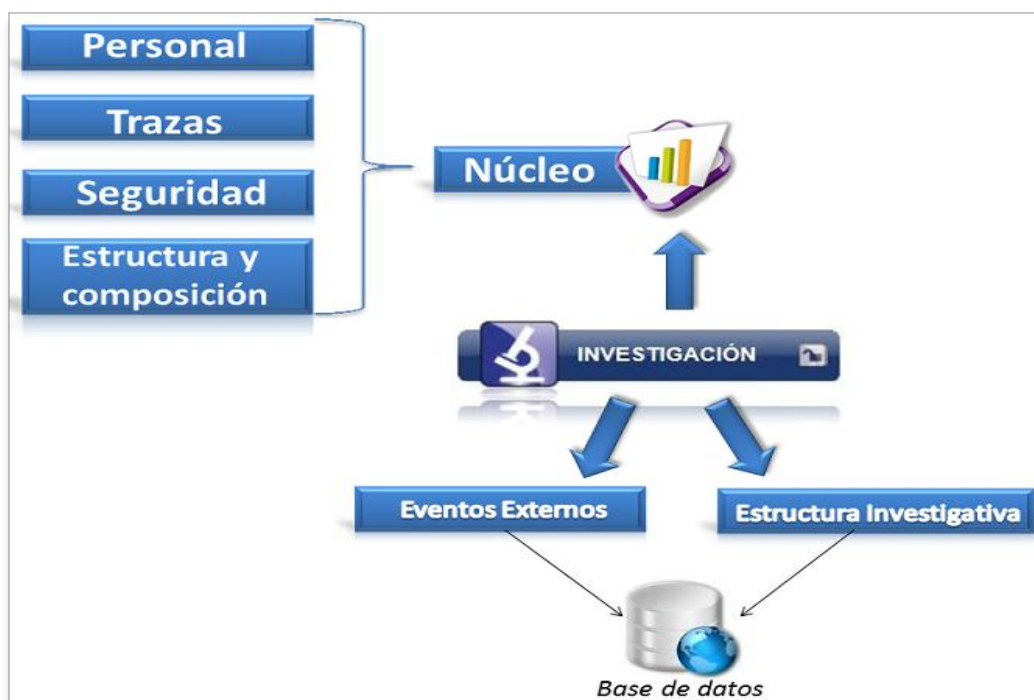 Personal
Trazas
Seguridad
Estructura y
composición
Núcleo
INVESTIGACIÓN
Eventos Externos
Estructura Investigativa
Base de datos